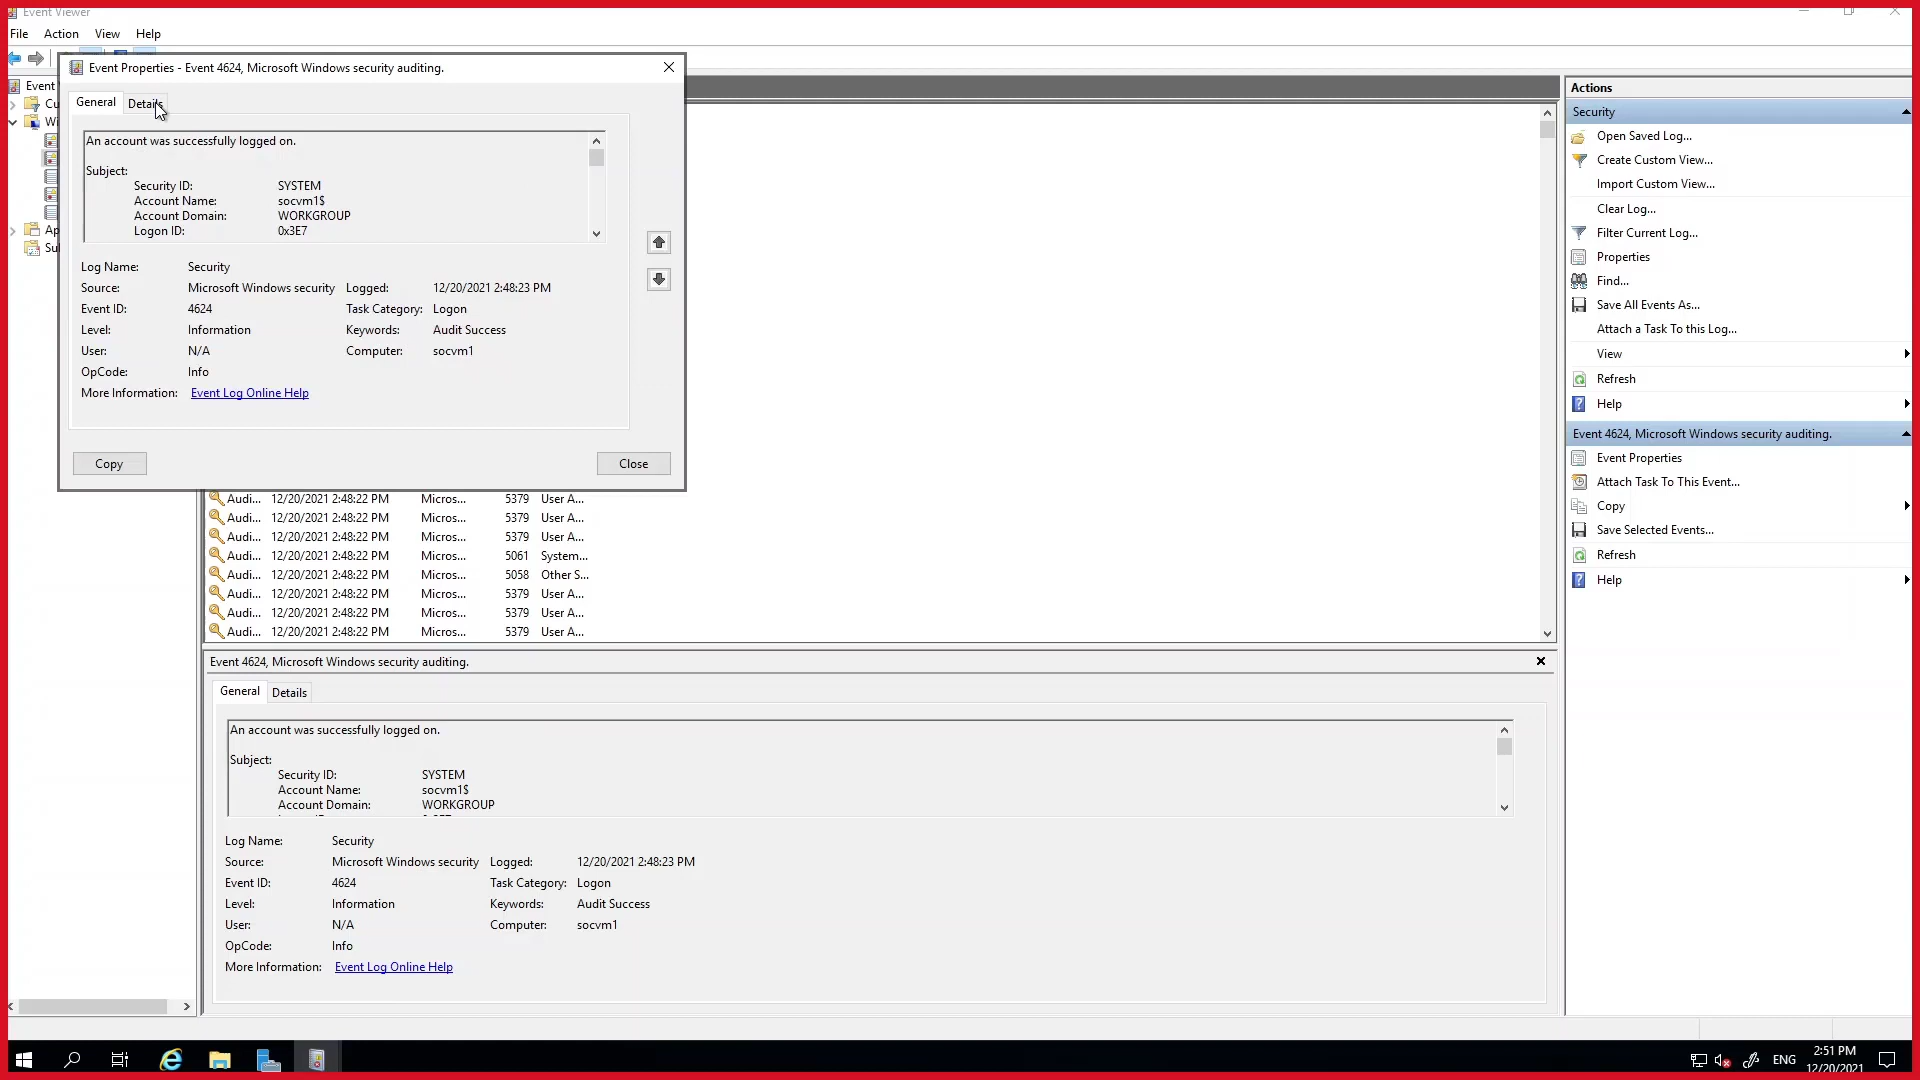 Event Viewer
File Action View Help
Event Properties - Event 4624, Microsoft Windows security auditing.
General Details
An account was successfully logged on.
Subject:
Security ID: SYSTEM
Account Name: socvm1$
Account Domain: WORKGROUP
Logon ID: 0x3E7
Log Name: Security
Source: Microsoft Windows security Logged: 12/20/2021 2:48:23 PM
Event ID: 4624 Task Category: Logon
Level: Information Keywords: Audit Success
User: N/A Computer: socvm1
OpCode: Info
More Information: Event Log Online Help
Copy Close
Event
Cu
Wi
Ap
Su
Audi... 12/20/2021 2:48:22 PM Micros... 5379 User A...
Audi... 12/20/2021 2:48:22 PM Micros... 5379 User A...
Audi... 12/20/2021 2:48:22 PM Micros... 5379 User A...
Audi... 12/20/2021 2:48:22 PM Micros... 5061 System...
Audi... 12/20/2021 2:48:22 PM Micros... 5058 Other S...
Audi... 12/20/2021 2:48:22 PM Micros... 5379 User A...
Audi... 12/20/2021 2:48:22 PM Micros... 5379 User A...
Audi... 12/20/2021 2:48:22 PM Micros... 5379 User A...
Event 4624, Microsoft Windows security auditing.
General Details
An account was successfully logged on.
Subject:
Security ID: SYSTEM
Account Name: socvm1$
Account Domain: WORKGROUP
Log Name: Security
Source: Microsoft Windows security Logged: 12/20/2021 2:48:23 PM
Event ID: 4624 Task Category: Logon
Level: Information Keywords: Audit Success
User: N/A Computer: socvm1
OpCode: Info
More Information: Event Log Online Help
Actions
Security
Open Saved Log...
Create Custom View...
Import Custom View...
Clear Log...
Filter Current Log...
Properties
Find...
Save All Events As...
Attach a Task To this Log...
View
Refresh
Help
Event 4624, Microsoft Windows security auditing.
Event Properties
Attach Task To This Event...
Copy
Save Selected Events...
Refresh
Help
ENG
2:51 PM
12/20/2021